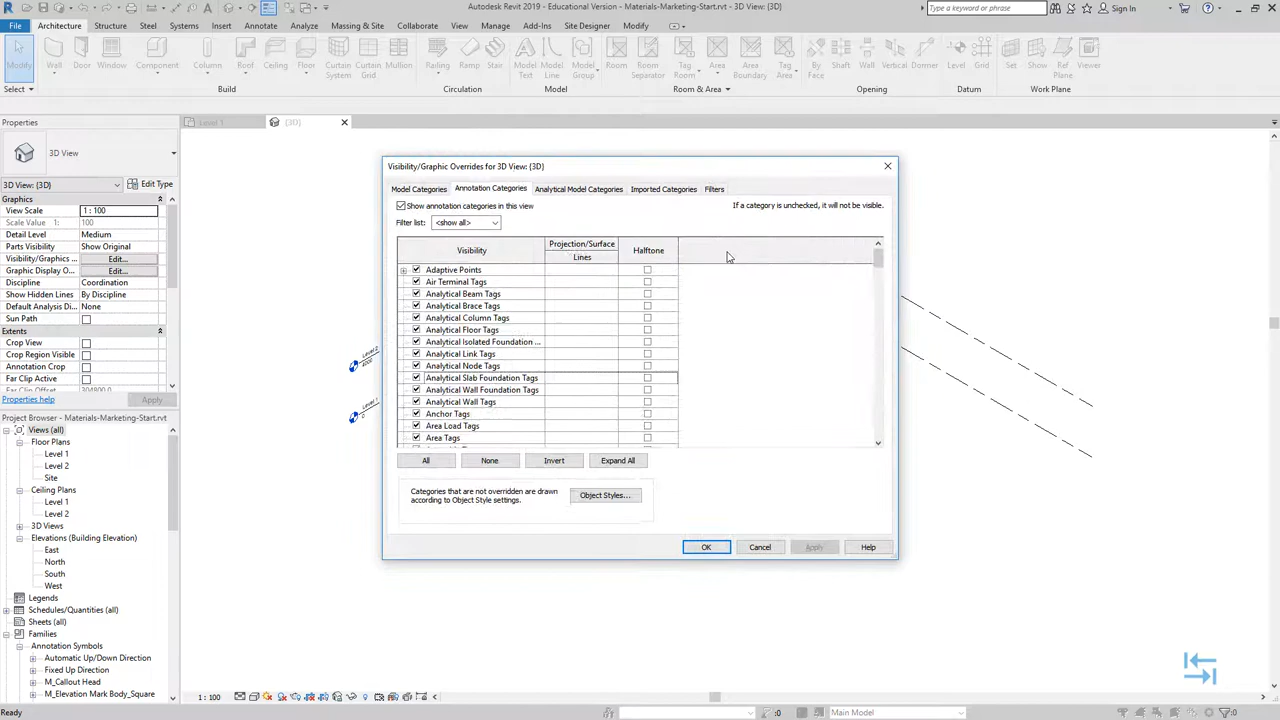 Autodesk Revit 2019 - Educational Version - Materials-Marketing-Start.rvt - 3D View: {3D}
Type a keyword or phrase
Sign In
File Architecture Structure Steel Systems Insert Annotate Analyze Massing & Site Collaborate View Manage Add-Ins Site Designer Modify
Modify Wall Door Window Component Column Roof Ceiling Floor Curtain System Curtain Grid Mullion Railing Ramp Stair Model Text Model Line Model Group Room Room Separator Tag Room Area Area Boundary Tag Area By Face Shaft Wall Vertical Dormer Level Grid Set Show Ref Plane Viewer
Select Build Circulation Model Room & Area Opening Datum Work Plane
Properties
Level 1
{3D}
3D View
3D View: {3D}
Edit Type
Graphics
View Scale 1 : 100
Scale Value 1: 100
Detail Level Medium
Parts Visibility Show Original
Visibility/Graphics ... Edit...
Graphic Display O... Edit...
Discipline Coordination
Show Hidden Lines By Discipline
Default Analysis Di... None
Sun Path
Extents
Crop View
Crop Region Visible
Annotation Crop
Far Clip Active
Far Clip Offset 304800.0
Properties help Apply
Project Browser - Materials-Marketing-Start.rvt
Views (all)
Floor Plans
Level 1
Level 2
Site
Ceiling Plans
Level 1
Level 2
3D Views
Elevations (Building Elevation)
East
North
South
West
Legends
Schedules/Quantities (all)
Sheets (all)
Families
Annotation Symbols
Automatic Up/Down Direction
Fixed Up Direction
M_Callout Head
M_Elevation Mark Body_Square
Level 2
4000
Level 1
0
Visibility/Graphic Overrides for 3D View: {3D}
Model Categories Annotation Categories Analytical Model Categories Imported Categories Filters
Show annotation categories in this view
If a category is unchecked, it will not be visible.
Filter list: <show all>
Visibility Projection/Surface Halftone
Lines
Adaptive Points
Air Terminal Tags
Analytical Beam Tags
Analytical Brace Tags
Analytical Column Tags
Analytical Floor Tags
Analytical Isolated Foundation ...
Analytical Link Tags
Analytical Node Tags
Analytical Slab Foundation Tags
Analytical Wall Foundation Tags
Analytical Wall Tags
Anchor Tags
Area Load Tags
Area Tags
All None Invert Expand All
Categories that are not overridden are drawn
according to Object Style settings.
Object Styles...
OK Cancel Apply Help
1 : 100
Ready
:0
Main Model
:0